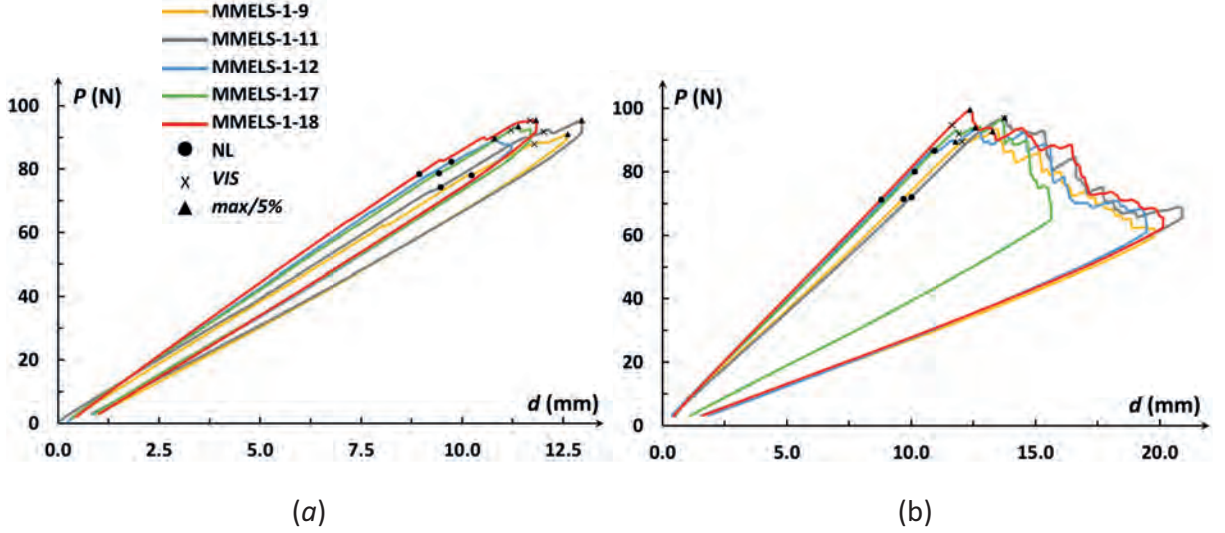 MMELS-1-9
MMELS-1-11
MMELS-1-12
MMELS-1-17
MMELS-1-18
NL
VIS
max/5%
P (N)
100
80
60
40
20
0
0.0 2.5 5.0 7.5 10.0 12.5
d (mm)
P (N)
100
80
60
40
20
0
0.0 5.0 10.0 15.0 20.0
d (mm)
(a) (b)